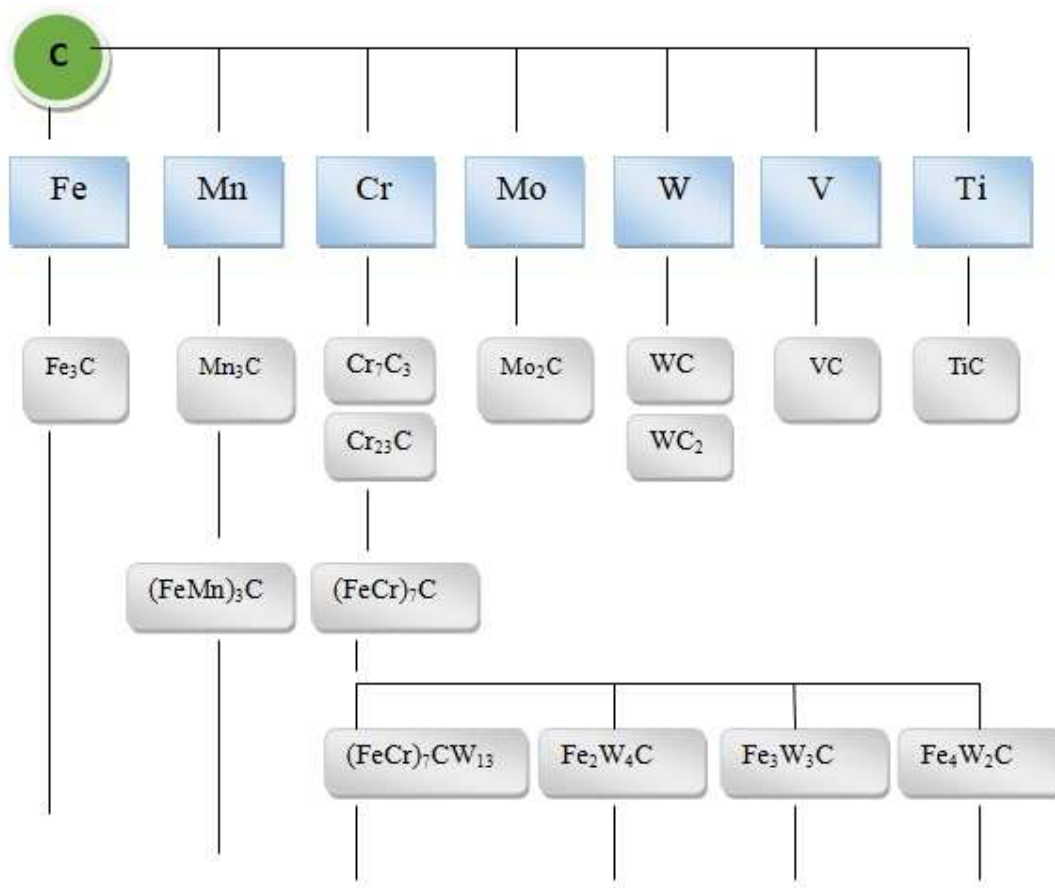 C
Fe Mn Cr Mo W V Ti
Fe₃C Mn₃C Cr₇C₃ Mo₂C WC VC TiC
Cr₂₃C WC₂
(FeMn)₃C (FeCr)₇C
(FeCr)₇CW₁₃ Fe₂W₄C Fe₃W₃C Fe₄W₂C